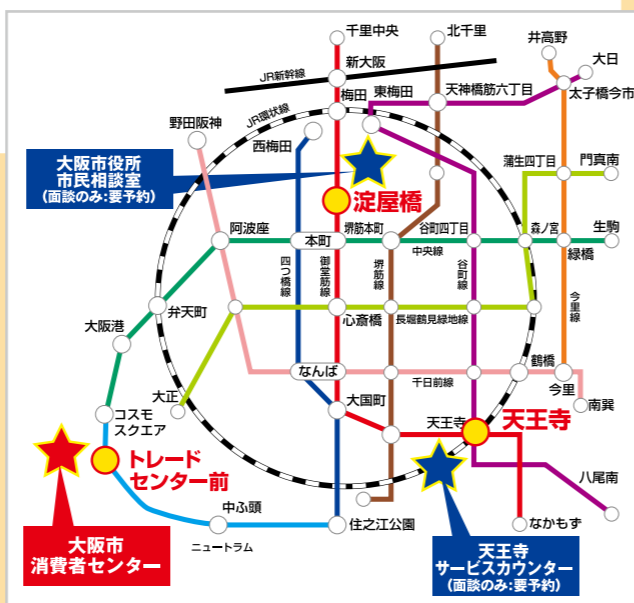 千里中央
北千里
井高野
大日
新大阪
JR新幹線
梅田
東梅田
天神橋筋六丁目
太子橋今市
JR環状線
野田阪神
西梅田
大阪市役所
市民相談室
(面談のみ:要予約)
蒲生四丁目
門真南
淀屋橋
阿波座
本町
堺筋本町
谷町四丁目
中央線
森ノ宮
緑橋
生駒
四つ橋線
御堂筋線
堺筋線
谷町線
今里線
弁天町
心斎橋
長堀鶴見緑地線
大阪港
なんば
千日前線
鶴橋
今里
南巽
大正
大国町
コスモ
スクエア
天王寺
天王寺
トレード
センター前
八尾南
中ふ頭
ニュートラム
住之江公園
なかもず
大阪市
消費者センター
天王寺
サービスカウンター
(面談のみ:要予約)